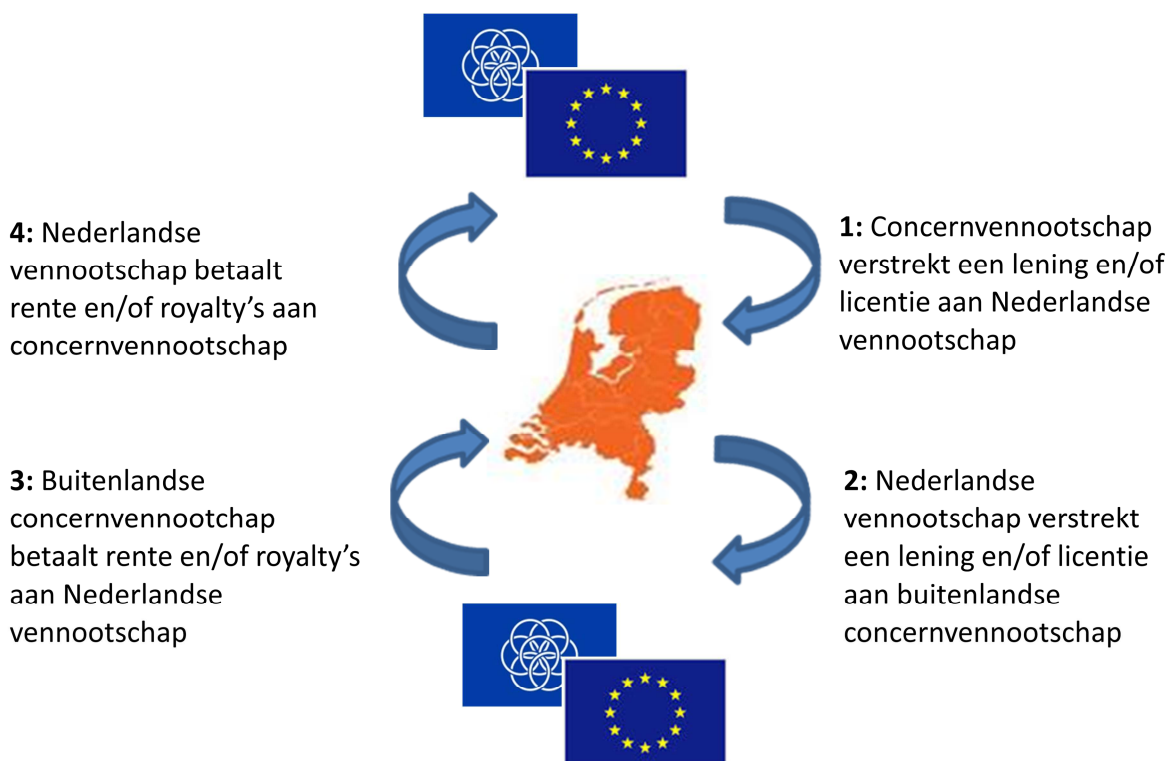 1: Concernvennootschap
verstrekt een lening en/of
licentie aan Nederlandse
vennootschap
2: Nederlandse
vennootschap verstrekt
een lening en/of licentie
aan buitenlandse
concernvennootschap
3: Buitenlandse
concernvennootchap
betaalt rente en/of royalty’s
aan Nederlandse
vennootschap
4: Nederlandse
vennootschap betaalt
rente en/of royalty’s aan
concernvennootschap